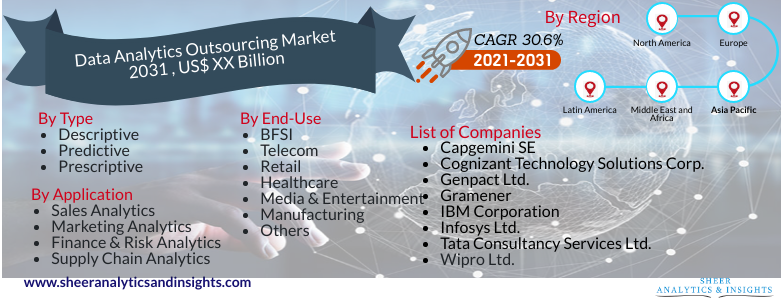 Data Analytics Outsourcing Market
2031 , US$ XX Billion
CAGR 30.6%
2021-2031
By Region
North America
Europe
Latin America
Middle East and
Africa
Asia Pacific
By Type
• Descriptive
• Predictive
• Prescriptive
By Application
• Sales Analytics
• Marketing Analytics
• Finance & Risk Analytics
• Supply Chain Analytics
By End-Use
• BFSI
• Telecom
• Retail
• Healthcare
• Media & Entertainment
• Manufacturing
• Others
List of Companies
• Capgemini SE
• Cognizant Technology Solutions Corp.
• Genpact Ltd.
• Gramener
• IBM Corporation
• Infosys Ltd.
• Tata Consultancy Services Ltd.
• Wipro Ltd.
www.sheeranalyticsandinsights.com
SHEER
ANALYTICS & INSIGHTS